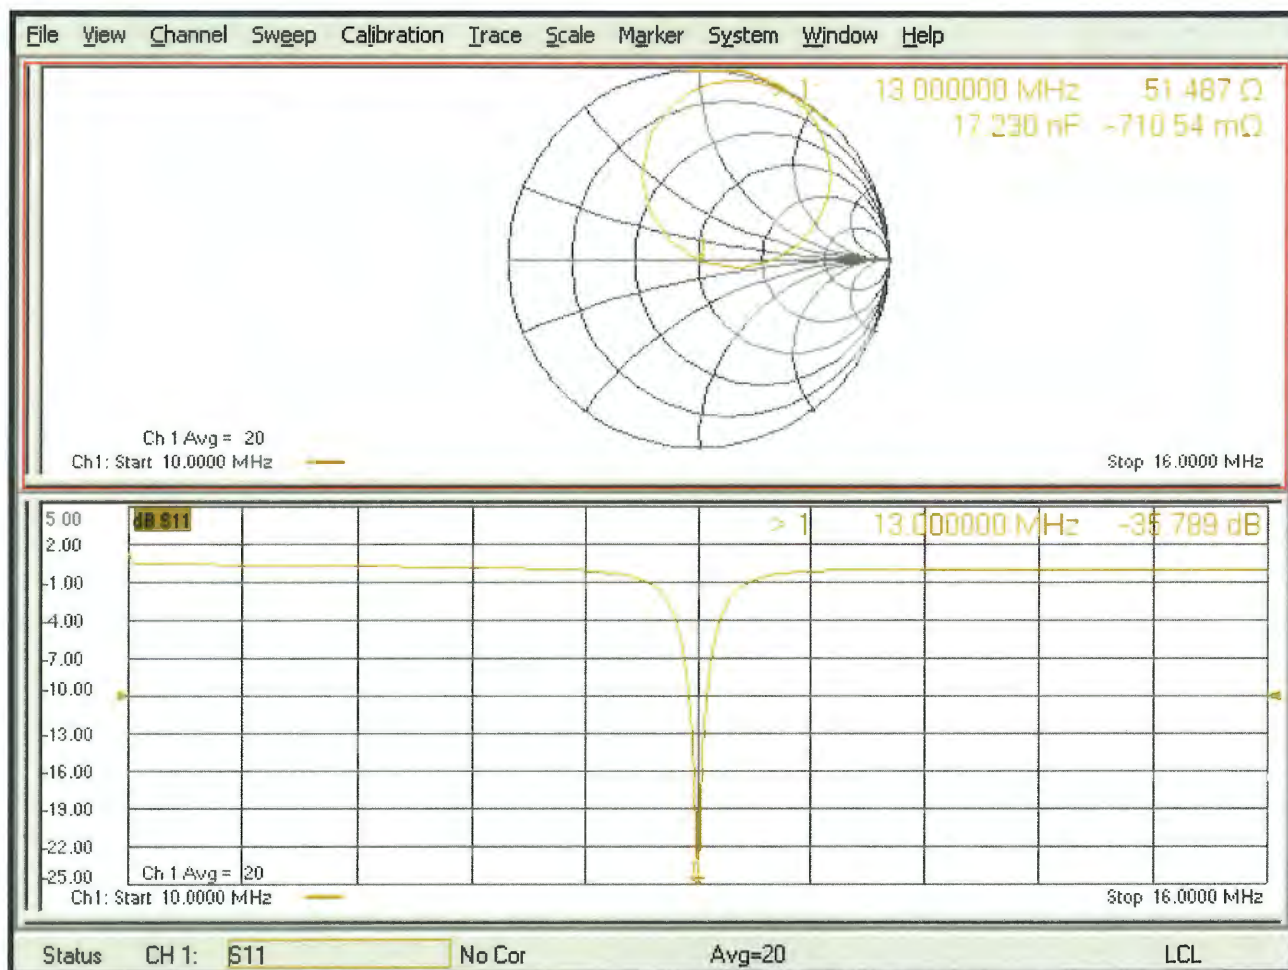 File View Channel Sweep Calibration Trace Scale Marker System Window Help
> 1: 13.000000 MHz 51.487 Ω
17.230 nF -710.54 mΩ
Ch 1 Avg = 20
Ch1: Start 10.0000 MHz
Stop 16.0000 MHz
5.00
dB S11
> 1: 13.000000 MHz -35.789 dB
2.00
-1.00
-4.00
-7.00
-10.00
-13.00
-16.00
-19.00
-22.00
-25.00
Ch 1 Avg = 20
Ch1: Start 10.0000 MHz
Stop 16.0000 MHz
Status CH 1: S11 No Cor Avg=20 LCL